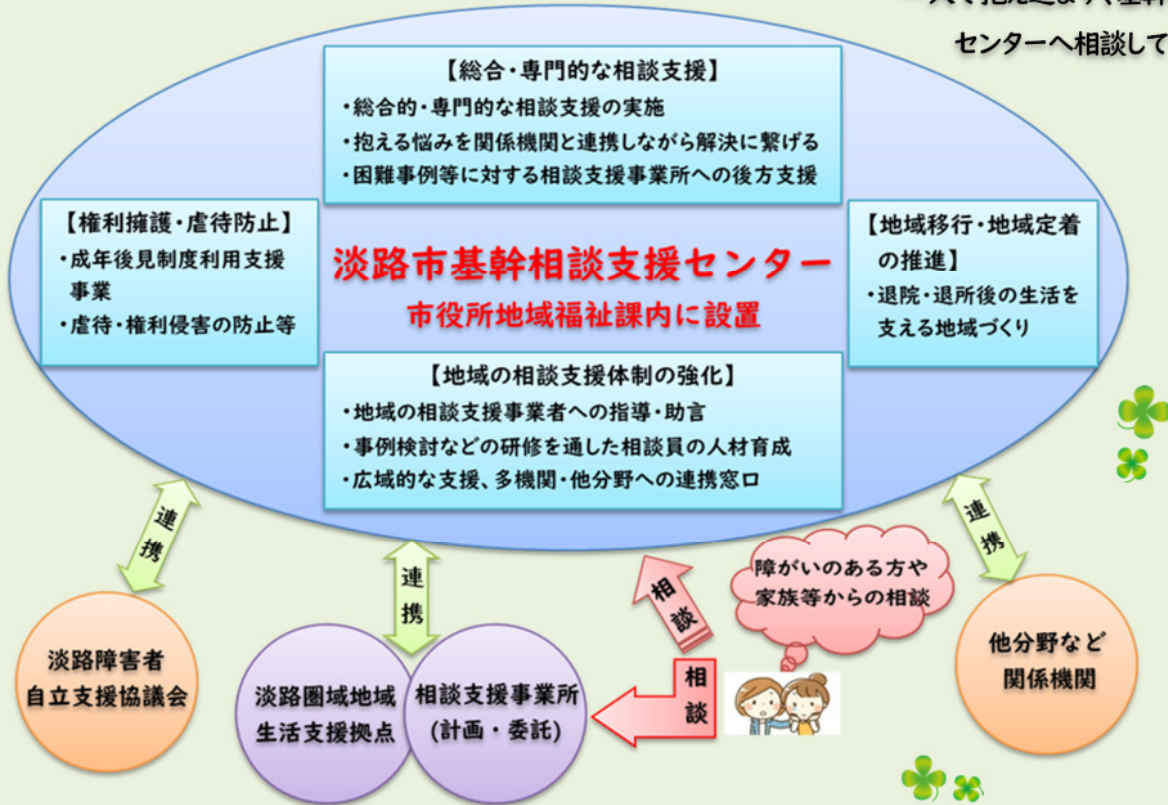 センターへ相談して
【総合・専門的な相談支援】
・総合的・専門的な相談支援の実施
・抱える悩みを関係機関と連携しながら解決に繋げる
・困難事例等に対する相談支援事業所への後方支援
【権利擁護・虐待防止】
・成年後見制度利用支援
事業
・虐待・権利侵害の防止等
淡路市基幹相談支援センター
市役所地域福祉課内に設置
【地域移行・地域定着
の推進】
・退院・退所後の生活を
支える地域づくり
【地域の相談支援体制の強化】
・地域の相談支援事業者への指導・助言
・事例検討などの研修を通した相談員の人材育成
・広域的な支援、多機関・他分野への連携窓口
連携
連携
相談
障がいのある方や
家族等からの相談
連携
淡路障害者
自立支援協議会
淡路圏域地域
生活支援拠点
相談支援事業所
(計画・委託)
相談
他分野など
関係機関